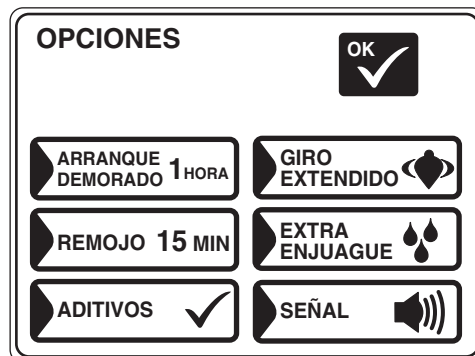 OPCIONES
OK
ARRANQUE
DEMORADO 1 HORA
GIRO
EXTENDIDO
REMOJO 15 MIN
EXTRA
ENJUAGUE
ADITIVOS
SEÑAL